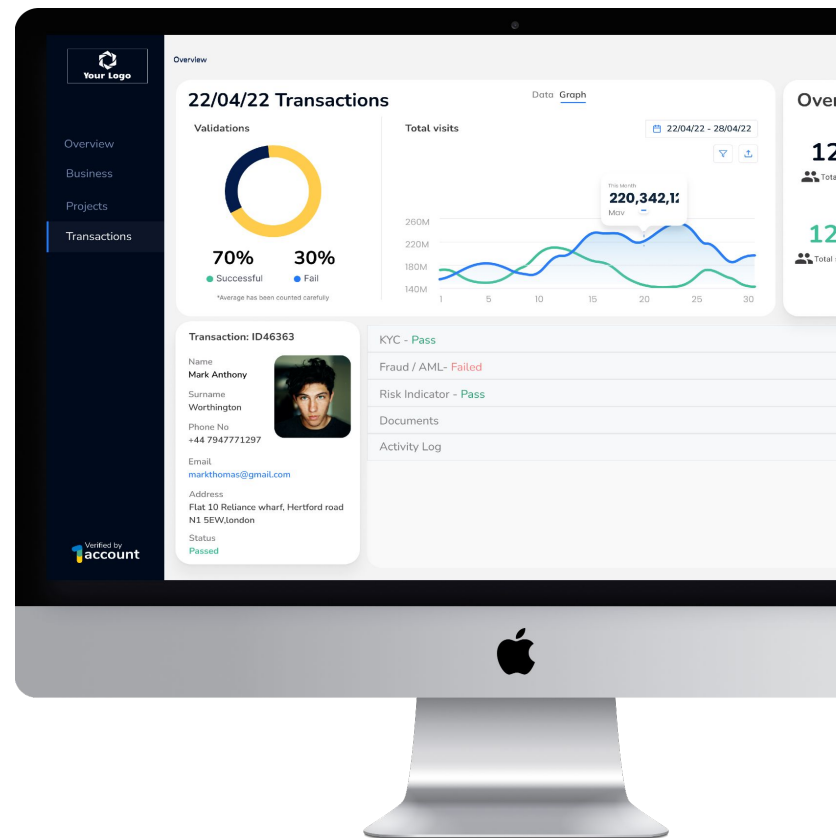 Your Logo
Overview
Business
Projects
Transactions
Verified by
1account
Overview
22/04/22 Transactions
Data Graph
Validations
70% 30%
Successful Fail
*Average has been counted carefully
Total visits
22/04/22 - 28/04/22
This Month
220,342,12
May
260M
220M
180M
140M
1 5 10 15 20 25 30
Over
12
Tota
12
Total
Transaction: ID46363
Name
Mark Anthony
Surname
Worthington
Phone No
+44 7947771297
Email
markthomas@gmail.com
Address
Flat 10 Reliance wharf, Hertford road
N1 5EW,london
Status
Passed
KYC - Pass
Fraud / AML- Failed
Risk Indicator - Pass
Documents
Activity Log